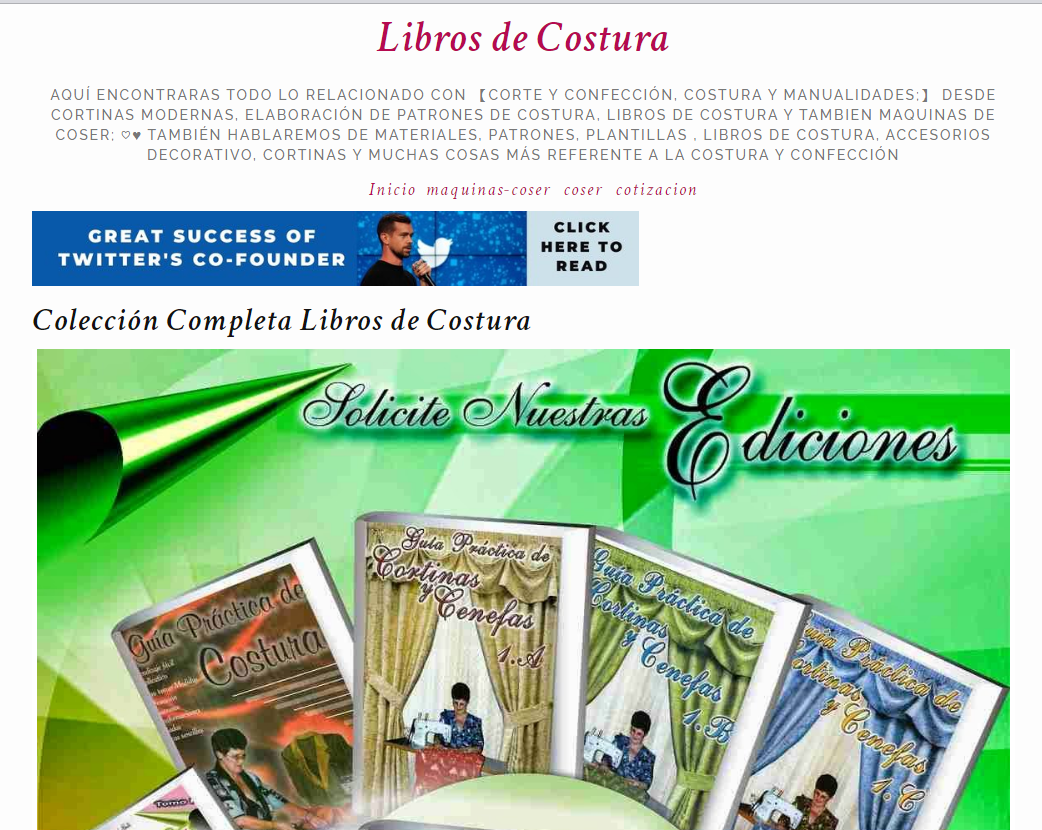 Libros de Costura
AQUÍ ENCONTRARAS TODO LO RELACIONADO CON 【CORTE Y CONFECCIÓN, COSTURA Y MANUALIDADES;】 DESDE
CORTINAS MODERNAS, ELABORACIÓN DE PATRONES DE COSTURA, LIBROS DE COSTURA Y TAMBIEN MAQUINAS DE
COSER; ♡♥ TAMBIÉN HABLAREMOS DE MATERIALES, PATRONES, PLANTILLAS , LIBROS DE COSTURA, ACCESORIOS
DECORATIVO, CORTINAS Y MUCHAS COSAS MÁS REFERENTE A LA COSTURA Y CONFECCIÓN
Inicio maquinas-coser coser cotizacion
GREAT SUCCESS OF
TWITTER'S CO-FOUNDER
CLICK
HERE TO
READ
Colección Completa Libros de Costura
Solicite Nuestras Ediciones
Guía Práctica de
Costura
Guía Práctica de
Cortinas
y Cenefas
1.A
Guía Práctica de
Cortinas
y Cenefas
1.B
Guía Práctica de
Cortinas
y Cenefas
1.C
Tomo